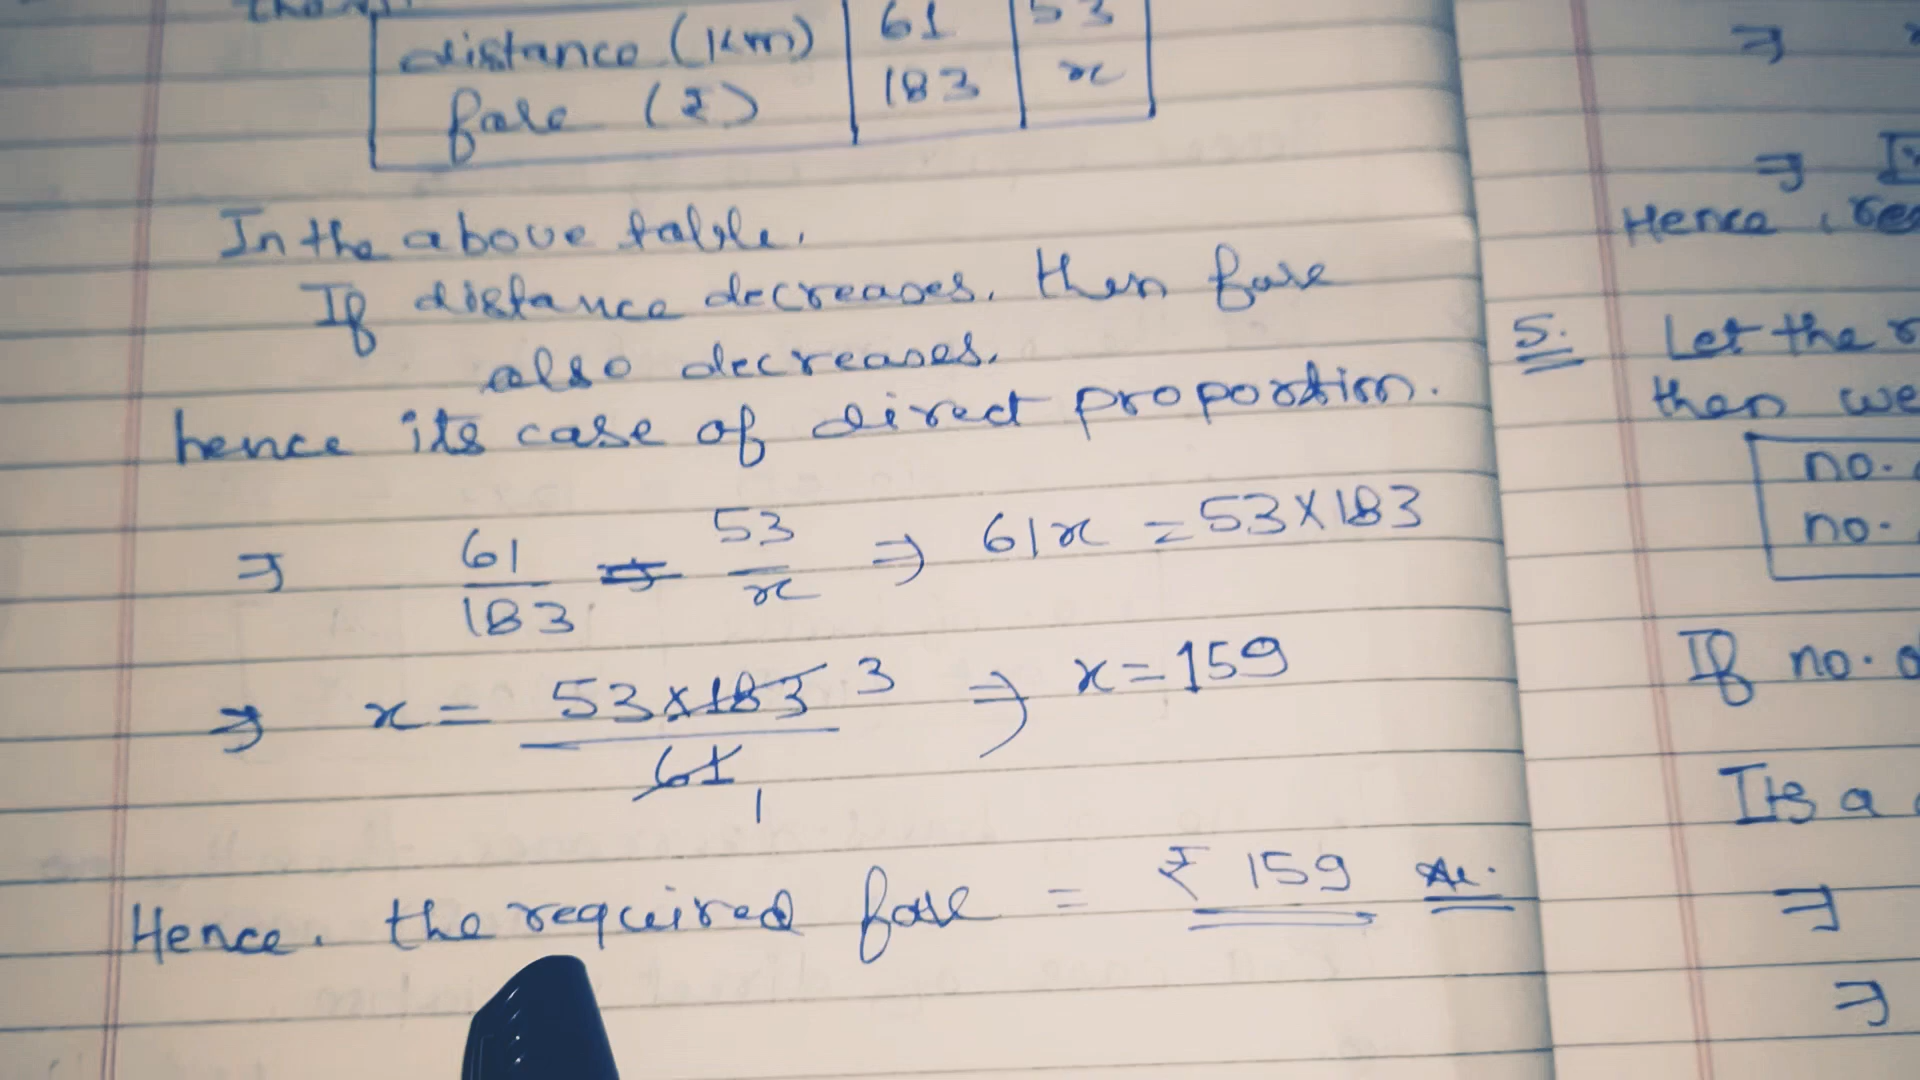 distance (Km) 61 53
fare (₹) 183 x
In the above table.
If distance decreases. then fare
also decreases.
hence its case of direct proportion.
⇒ 61/183 = 53/x ⇒ 61x = 53×183
⇒ x = 53×183 3/61 1 ⇒ x = 159
Hence. the required fare = ₹ 159
⇒
⇒
Hence,
5. Let the
then we
no.
no.
If no. o
Its a
⇒
⇒